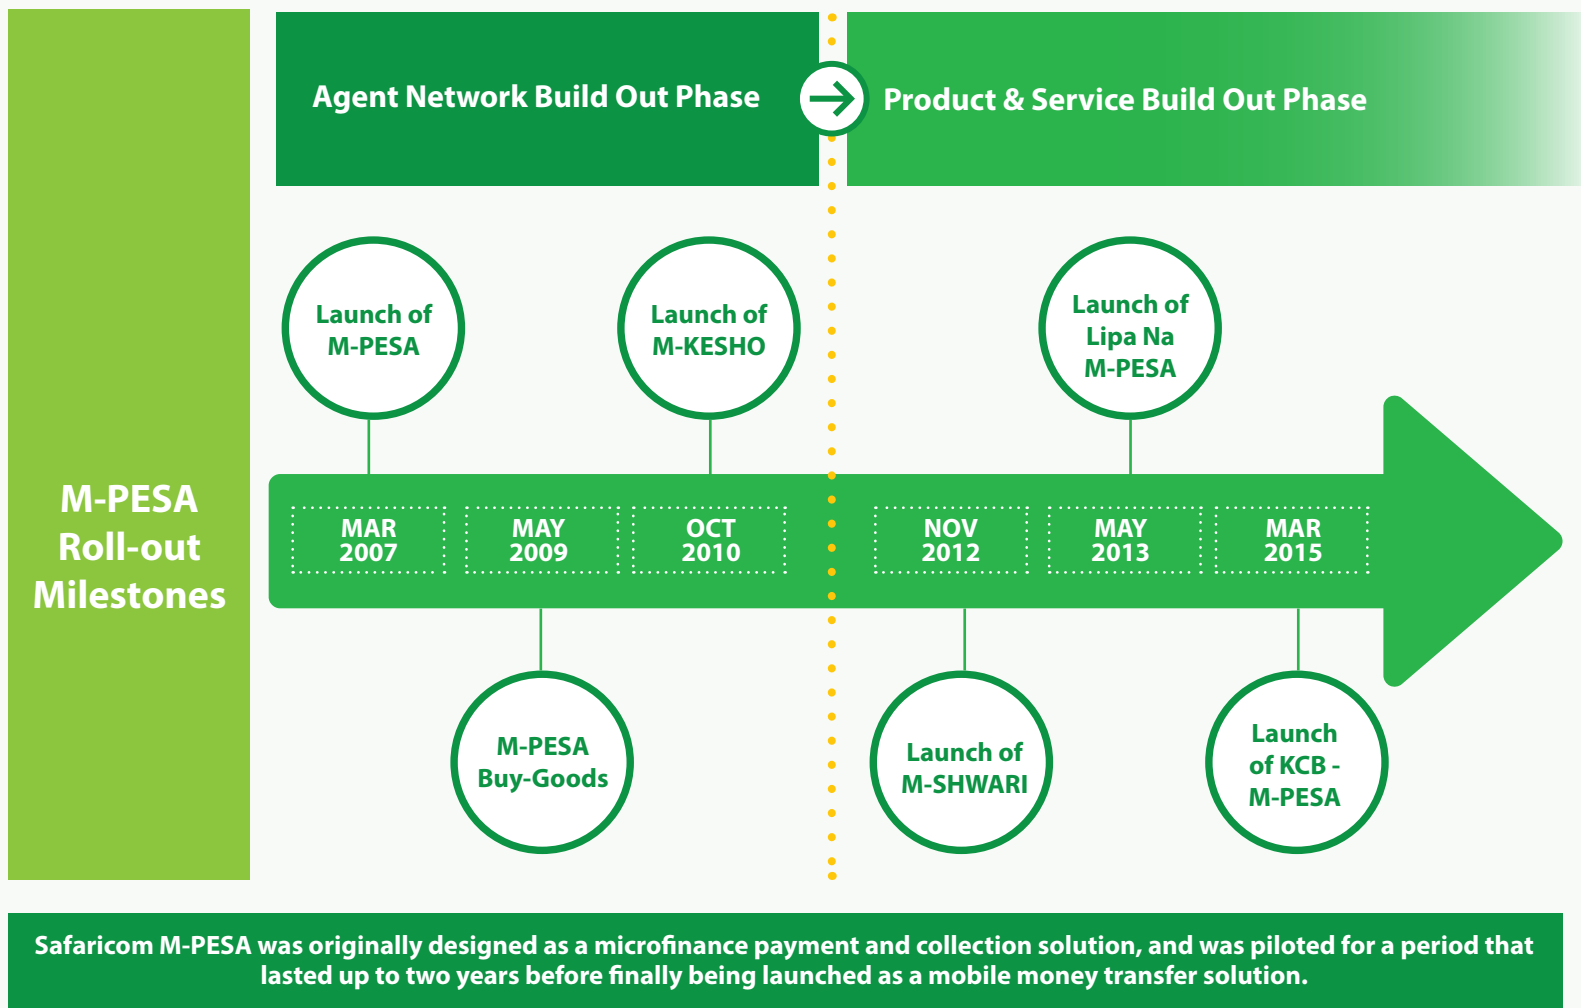 Agent Network Build Out Phase
Product & Service Build Out Phase
M-PESA
Roll-out
Milestones
Launch of
M-PESA
Launch of
M-KESHO
Launch of
Lipa Na
M-PESA
MAR
2007
MAY
2009
OCT
2010
NOV
2012
MAY
2013
MAR
2015
M-PESA
Buy-Goods
Launch of
M-SHWARI
Launch
of KCB -
M-PESA
Safaricom M-PESA was originally designed as a microfinance payment and collection solution, and was piloted for a period that
lasted up to two years before finally being launched as a mobile money transfer solution.